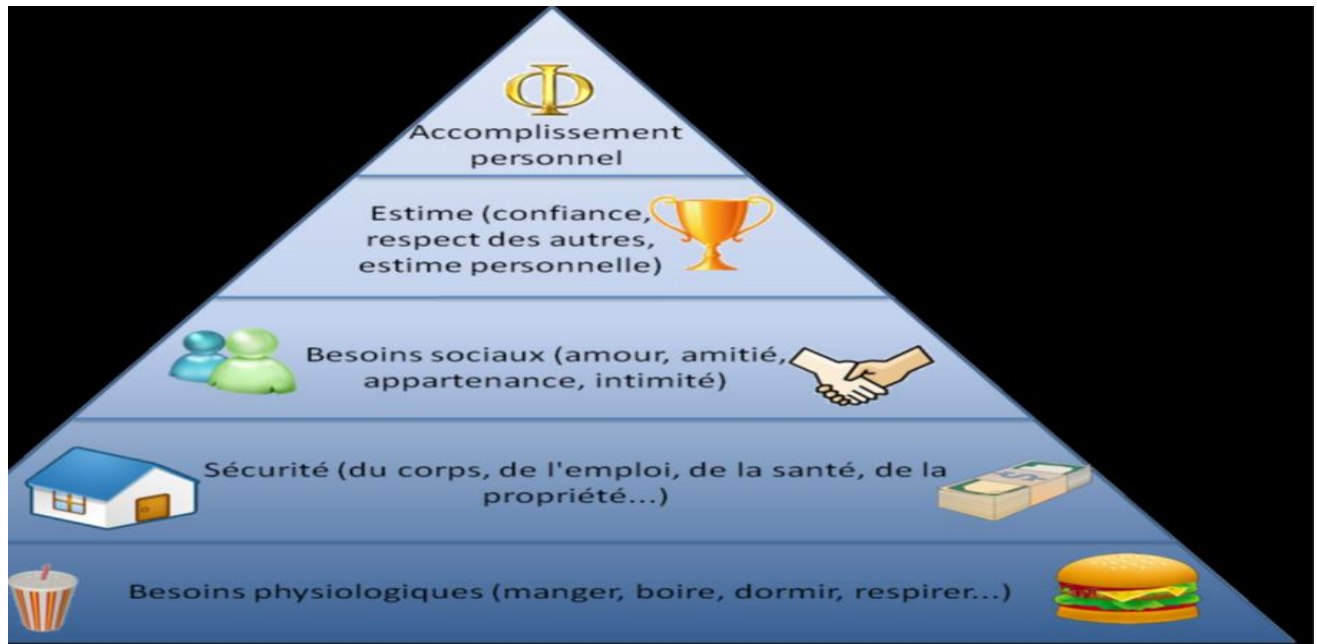 Φ
Accomplissement
personnel
Estime (confiance,
respect des autres,
estime personnelle)
Besoins sociaux (amour, amitié,
appartenance, intimité)
Sécurité (du corps, de l'emploi, de la santé, de la
propriété...)
Besoins physiologiques (manger, boire, dormir, respirer...)